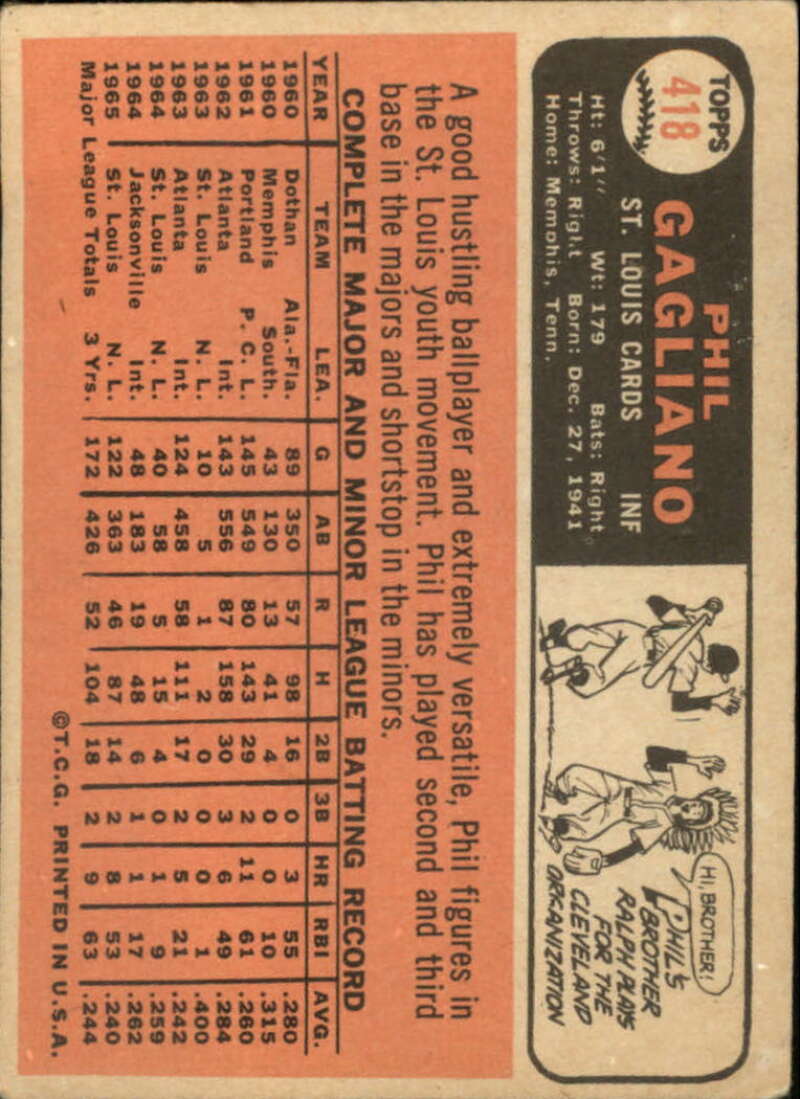 TOPPS
418
PHIL
GAGLIANO
ST. LOUIS CARDS INF
Ht: 6'1" Wt: 179 Bats: Right
Throws: Right Born: Dec. 27, 1941
Home: Memphis, Tenn.
HI, BROTHER!
PHIL'S
BROTHER
RALPH PLAYS
FOR THE
CLEVELAND
ORGANIZATION
A good hustling ballplayer and extremely versatile, Phil figures in
the St. Louis youth movement. Phil has played second and third
base in the majors and shortstop in the minors.
COMPLETE MAJOR AND MINOR LEAGUE BATTING RECORD
YEAR TEAM LEA. G AB R H 2B 3B HR RBI AVG.
1960 Dothan Ala.-Fla. 89 350 57 98 16 0 3 55 .280
1960 Memphis South. 43 130 13 41 4 0 0 10 .315
1961 Portland P. C. L. 145 549 80 143 29 2 11 61 .260
1962 Atlanta Int. 143 556 87 158 30 3 6 49 .284
1963 St. Louis N. L. 10 5 1 2 0 0 0 1 .400
1963 Atlanta Int. 124 458 58 111 17 2 5 21 .242
1964 St. Louis N. L. 40 58 5 15 4 0 1 9 .259
1964 Jacksonville Int. 48 183 19 48 6 1 1 17 .262
1965 St. Louis N. L. 122 363 46 87 14 2 8 53 .240
Major League Totals 3 Yrs. 172 426 52 104 18 2 9 63 .244
©T.C.G. PRINTED IN U.S.A.